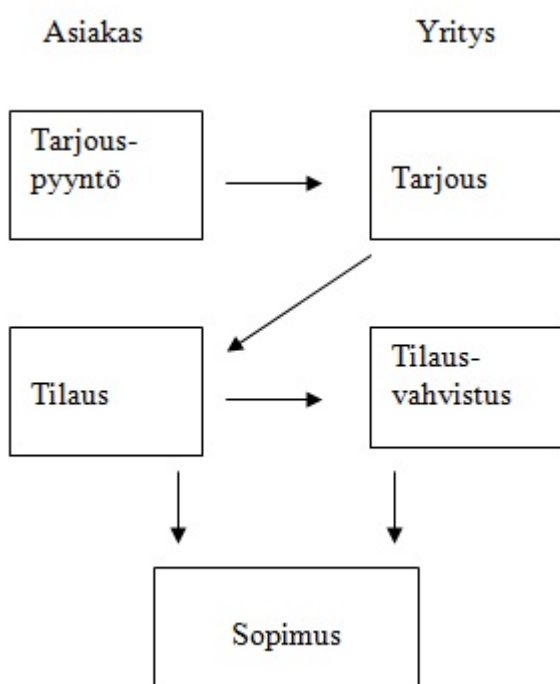 Asiakas
Yritys
Tarjous-
pyyntö
Tarjous
Tilaus
Tilaus-
vahvistus
Sopimus